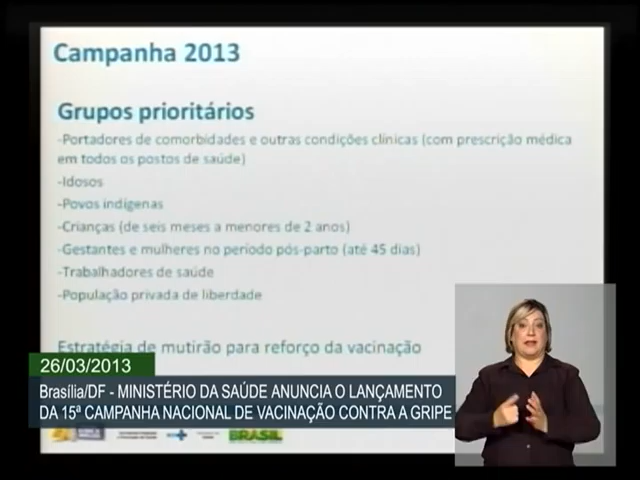 Campanha 2013
Grupos prioritários
-Portadores de comorbidades e outras condições clínicas (com prescrição médica
em todos os postos de saúde)
-Idosos
-Povos indígenas
-Crianças (de seis meses a menores de 2 anos)
-Gestantes e mulheres no período pós-parto (até 45 dias)
-Trabalhadores de saúde
-População privada de liberdade
Estratégia de mutirão para reforço da vacinação
26/03/2013
Brasília/DF - MINISTÉRIO DA SAÚDE ANUNCIA O LANÇAMENTO
DA 15ª CAMPANHA NACIONAL DE VACINAÇÃO CONTRA A GRIPE
BRASIL